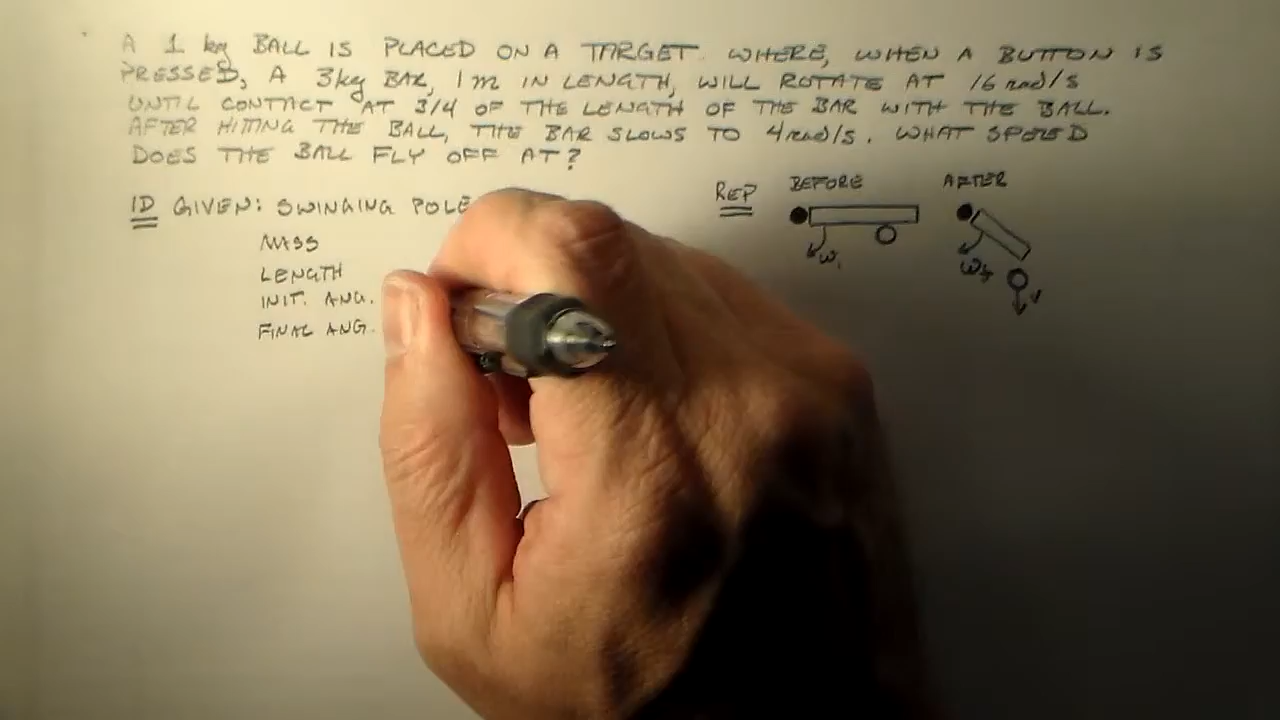 A 1 kg BALL IS PLACED ON A TARGET WHERE, WHEN A BUTTON IS
PRESSED, A 3kg BAR, 1m IN LENGTH, WILL ROTATE AT 16 rad/s
UNTIL CONTACT AT 3/4 OF THE LENGTH OF THE BAR WITH THE BALL.
AFTER HITTING THE BALL, THE BAR SLOWS TO 4 rad/s. WHAT SPEED
DOES THE BALL FLY OFF AT?
ID GIVEN: SWINGING POLE
MASS
LENGTH
INIT. ANG.
FINAL ANG.
REP BEFORE AFTER
ωi ωf
v